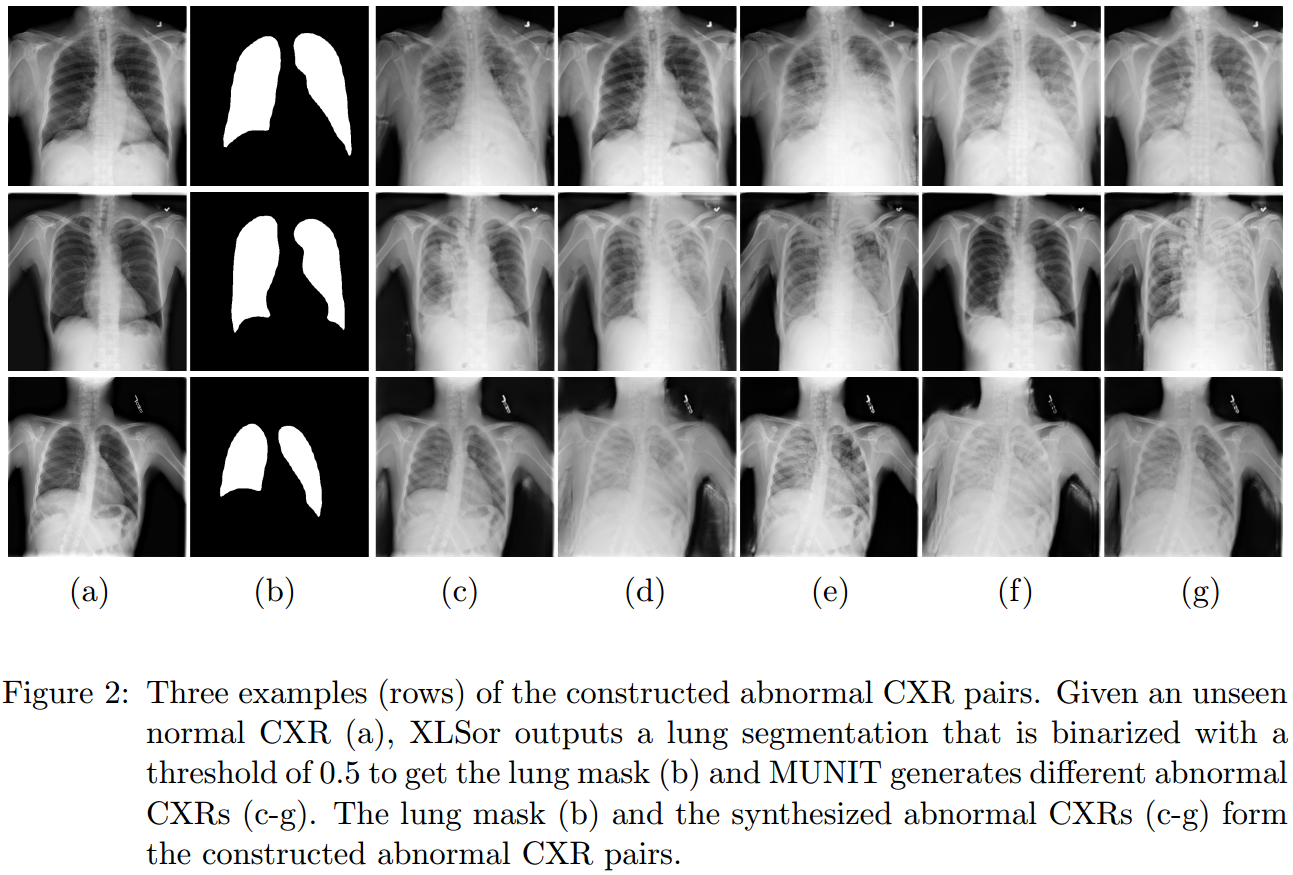 (a) (b) (c) (d) (e) (f) (g)
Figure 2: Three examples (rows) of the constructed abnormal CXR pairs. Given an unseen
normal CXR (a), XLSor outputs a lung segmentation that is binarized with a
threshold of 0.5 to get the lung mask (b) and MUNIT generates different abnormal
CXRs (c-g). The lung mask (b) and the synthesized abnormal CXRs (c-g) form
the constructed abnormal CXR pairs.